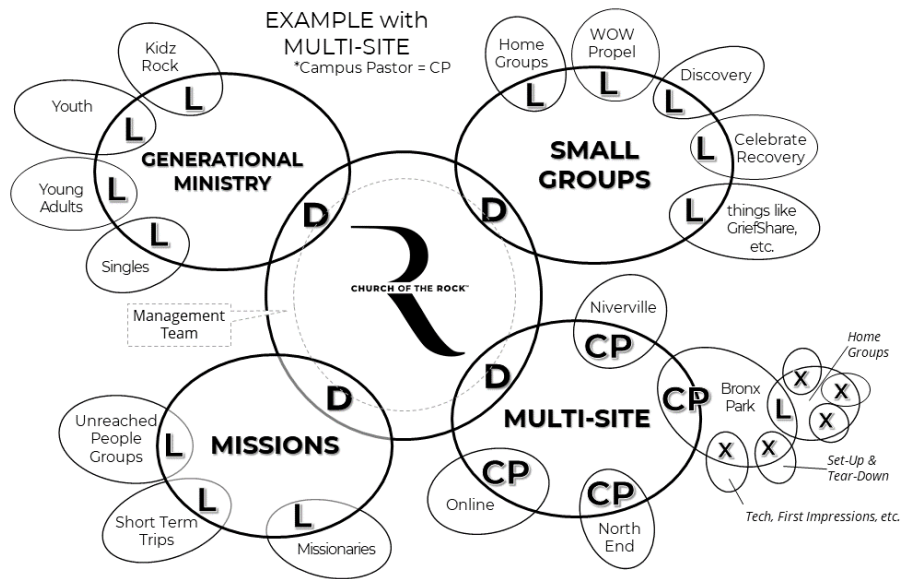 EXAMPLE with
MULTI-SITE
*Campus Pastor = CP
Kidz
Rock
L
Youth
L
Young
Adults
L
Singles
L
GENERATIONAL
MINISTRY
D
Home
Groups
L
WOW
Propel
L
Discovery
L
Celebrate
Recovery
L
things like
GriefShare,
etc.
L
SMALL
GROUPS
D
R
CHURCH OF THE ROCK™
Management
Team
Unreached
People
Groups
L
Short Term
Trips
L
Missionaries
L
MISSIONS
D
MULTI-SITE
D
Niverville
CP
Bronx
Park
CP
L
X
X
X
Home
Groups
X
X
Set-Up &
Tear-Down
Tech, First Impressions, etc.
Online
CP
North
End
CP